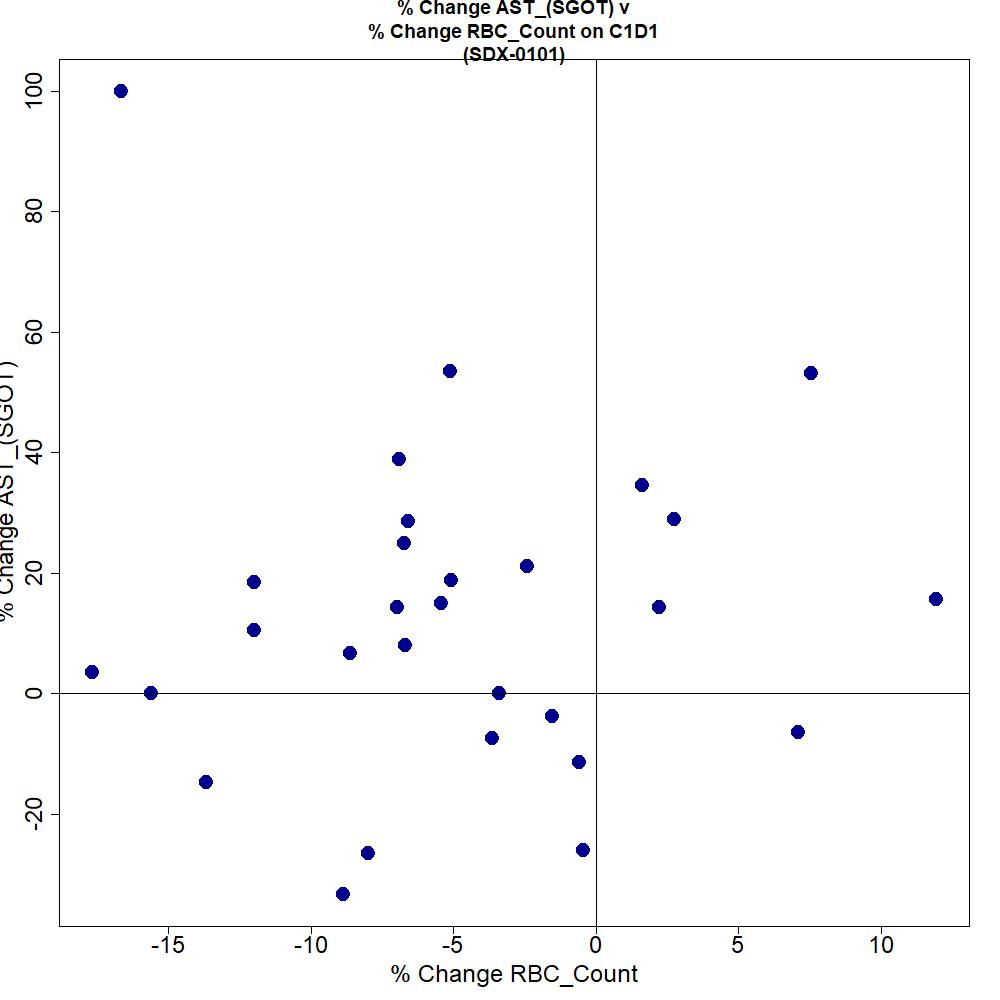 % Change AST_(SGOT) v
% Change RBC_Count on C1D1
(SDX-0101)
% Change AST_(SGOT)
100
80
60
40
20
0
-20
-15
-10
-5
0
5
10
% Change RBC_Count